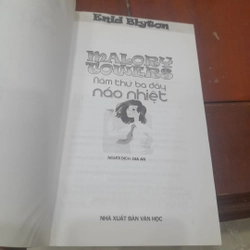 Enid Blyton
MALORY
TOWERS
Năm thứ ba đầy
náo nhiệt
NHÀ XUẤT BẢN VĂN HỌC